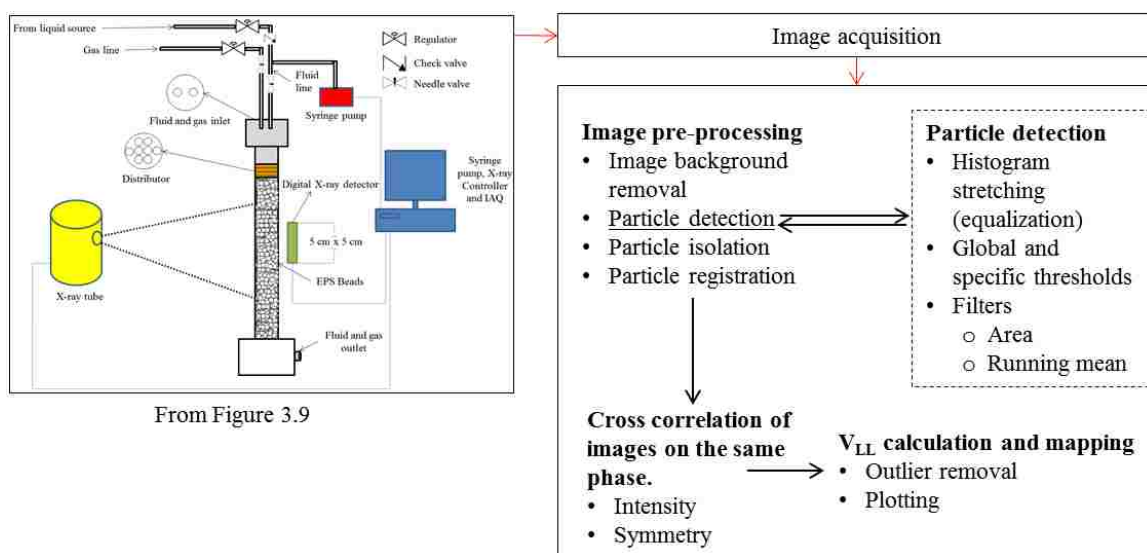 From liquid source
Gas line
Regulator
Check valve
Needle valve
Fluid
line
Syringe pump
Fluid and gas inlet
Distributor
Digital X-ray detector
Syringe
pump, X-ray
Controller
and IAQ
5 cm x 5 cm
EPS Beads
X-ray tube
Fluid and gas
outlet
From Figure 3.9
Image acquisition
Image pre-processing
• Image background
removal
• Particle detection
• Particle isolation
• Particle registration
Particle detection
• Histogram
stretching
(equalization)
• Global and
specific thresholds
• Filters
o Area
o Running mean
Cross correlation of
images on the same
phase.
• Intensity
• Symmetry
VLL calculation and mapping
• Outlier removal
• Plotting